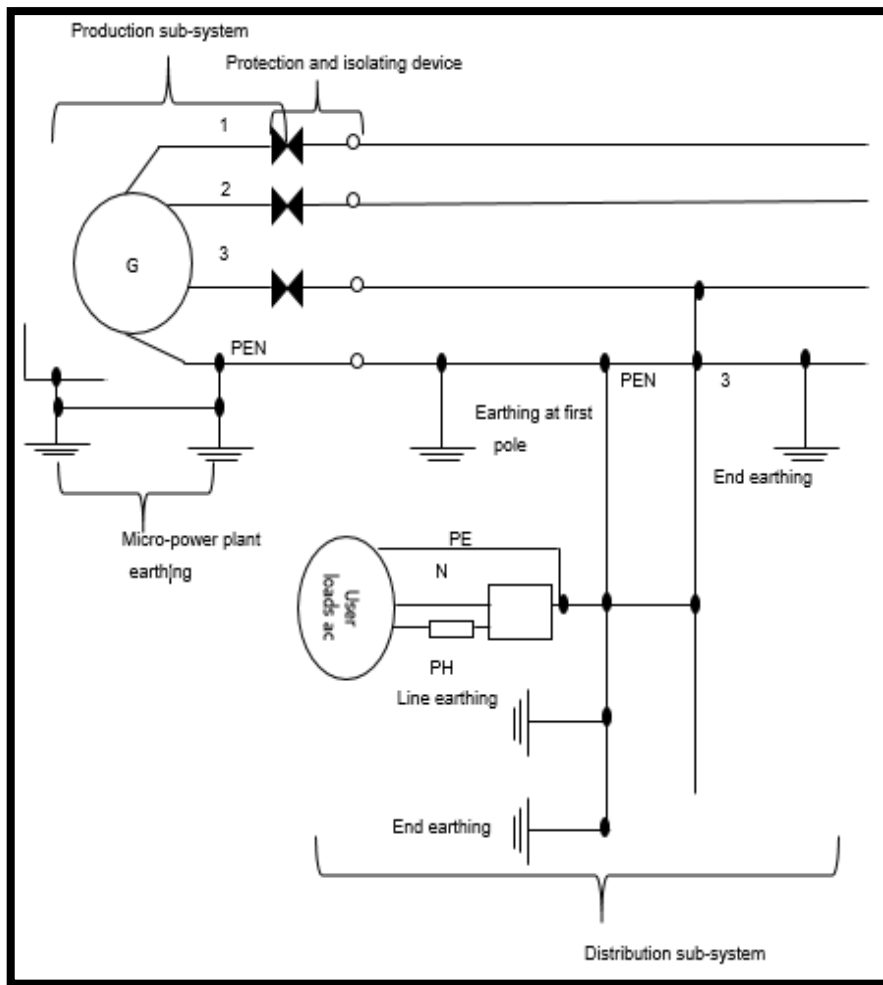 Production sub-system
Protection and isolating device
1
2
3
G
PEN
PEN
3
Earthing at first
pole
End earthing
Micro-power plant
earthing
PE
N
User
loads ac
PH
Line earthing
End earthing
Distribution sub-system